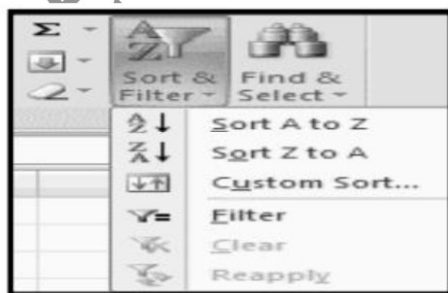 Σ
Sort & Filter
Find & Select
Sort A to Z
Sort Z to A
Custom Sort...
Filter
Clear
Reapply